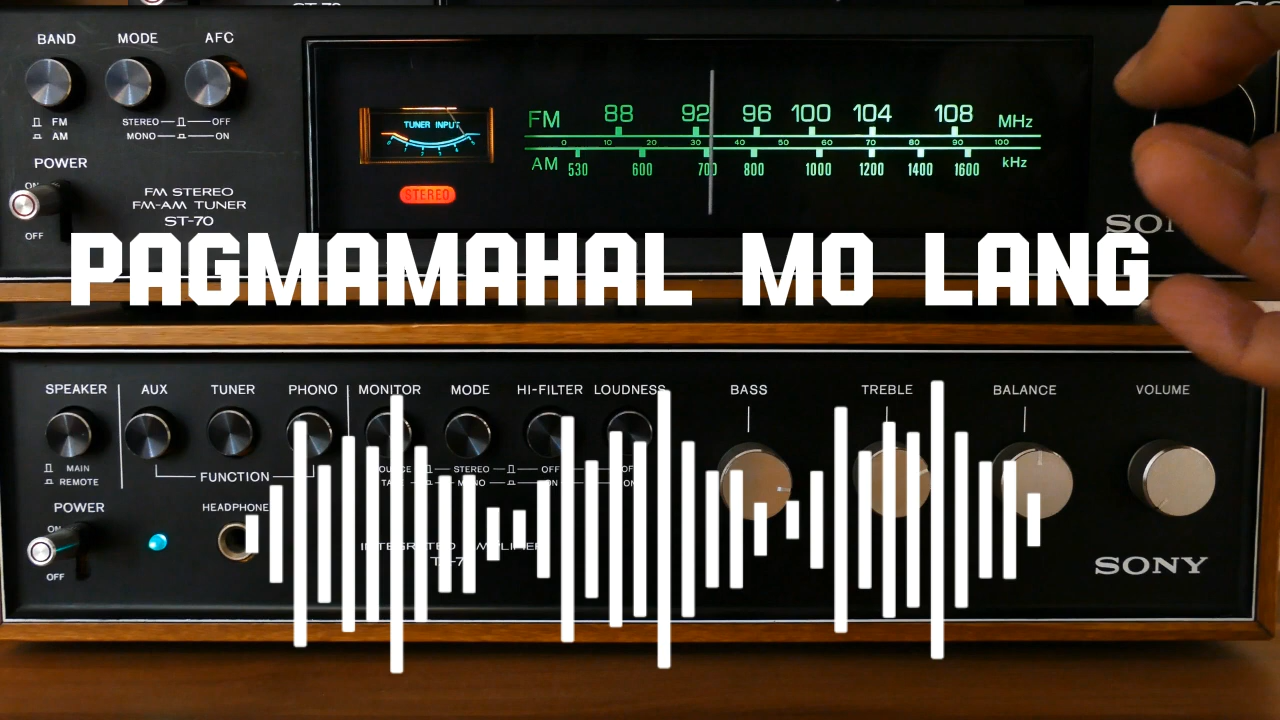 BAND MODE AFC
FM
AM
STEREO OFF
MONO ON
POWER
ON
OFF
FM STEREO
FM-AM TUNER
ST-70
TUNER INPUT
STEREO
FM 88 92 96 100 104 108 MHz
0 10 20 30 40 50 60 70 80 90 100
AM 530 600 700 800 1000 1200 1400 1600 kHz
PAGMAMAHAL MO LANG
SPEAKER AUX TUNER PHONO MONITOR MODE HI-FILTER LOUDNESS BASS TREBLE BALANCE VOLUME
MAIN
REMOTE
FUNCTION
STEREO OFF
POWER
ON
OFF
HEADPHONE
SONY